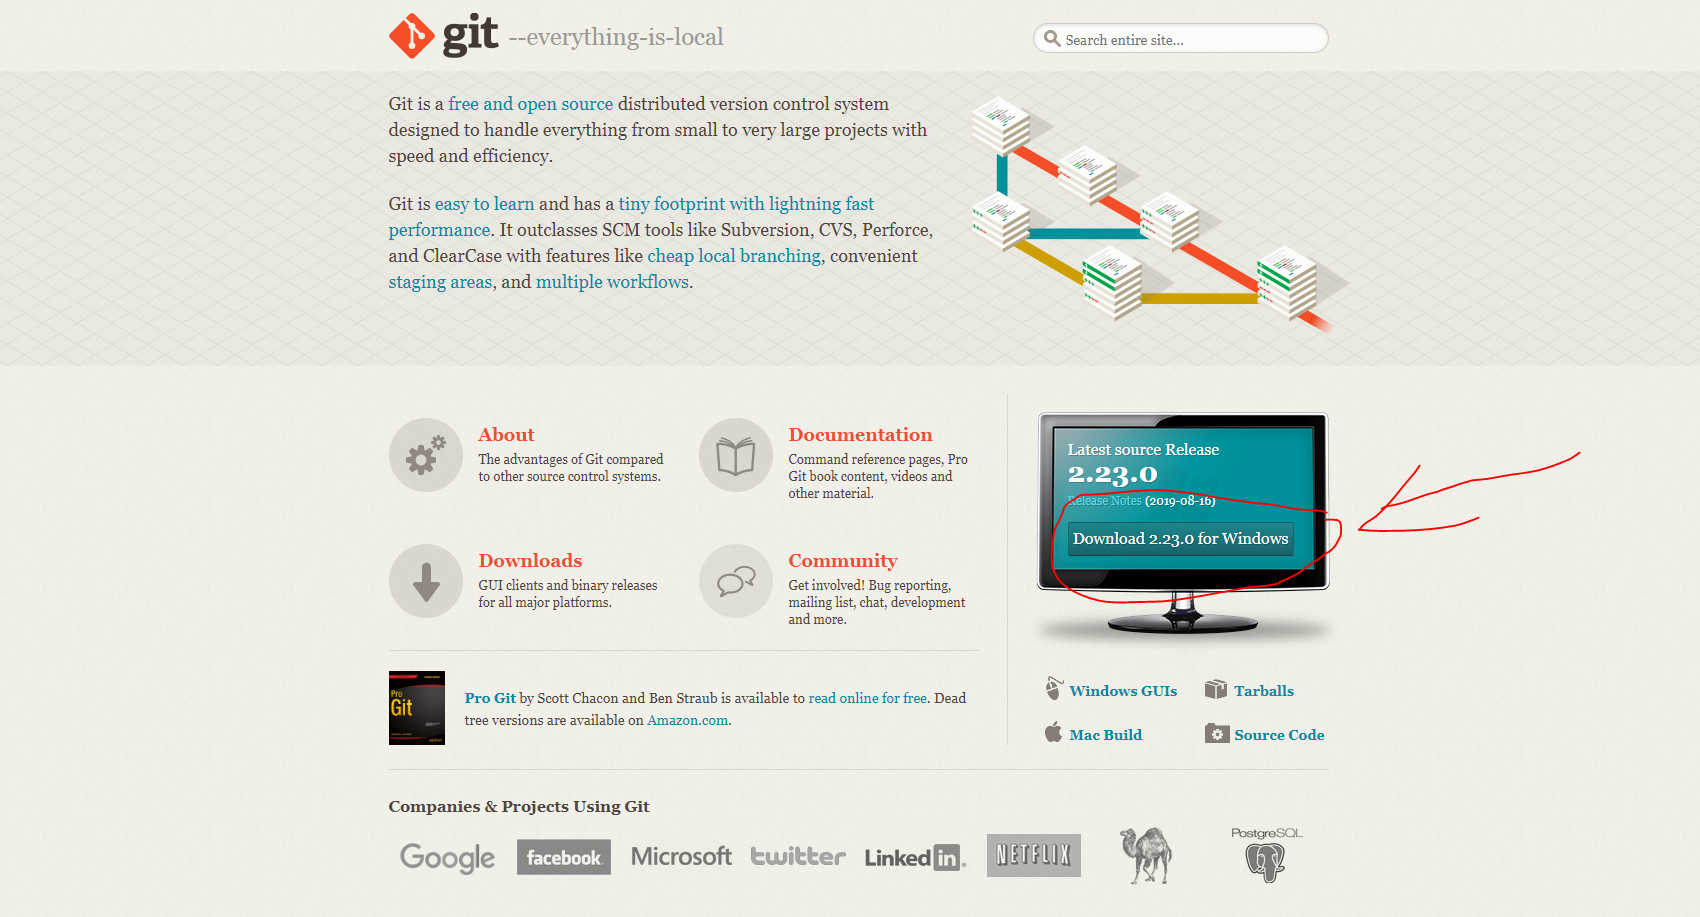 git --everything-is-local
Search entire site...
Git is a free and open source distributed version control system
designed to handle everything from small to very large projects with
speed and efficiency.
Git is easy to learn and has a tiny footprint with lightning fast
performance. It outclasses SCM tools like Subversion, CVS, Perforce,
and ClearCase with features like cheap local branching, convenient
staging areas, and multiple workflows.
About
The advantages of Git compared
to other source control systems.
Documentation
Command reference pages, Pro
Git book content, videos and
other material.
Downloads
GUI clients and binary releases
for all major platforms.
Community
Get involved! Bug reporting,
mailing list, chat, development
and more.
Pro
Git
Pro Git by Scott Chacon and Ben Straub is available to read online for free. Dead
tree versions are available on Amazon.com.
Latest source Release
2.23.0
Release Notes (2019-08-16)
Download 2.23.0 for Windows
Windows GUIs
Tarballs
Mac Build
Source Code
Companies & Projects Using Git
Google
facebook
Microsoft
twitter
Linked in
NETFLIX
PostgreSQL